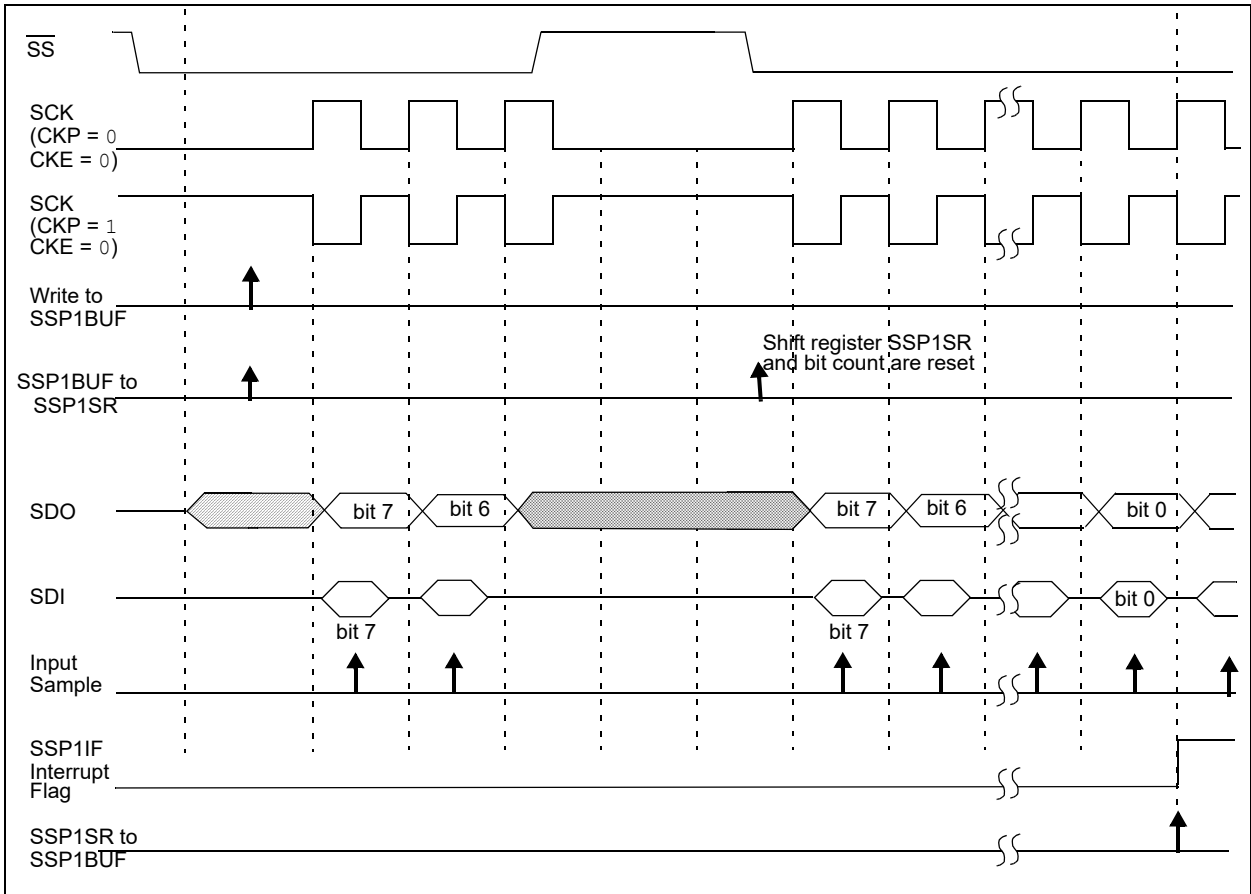 SS
SCK
(CKP = 0
CKE = 0)
SCK
(CKP = 1
CKE = 0)
Write to
SSP1BUF
Shift register SSP1SR
and bit count are reset
SSP1BUF to
SSP1SR
SDO
bit 7
bit 6
bit 7
bit 6
bit 0
SDI
bit 0
bit 7
bit 7
Input
Sample
SSP1IF
Interrupt
Flag
SSP1SR to
SSP1BUF